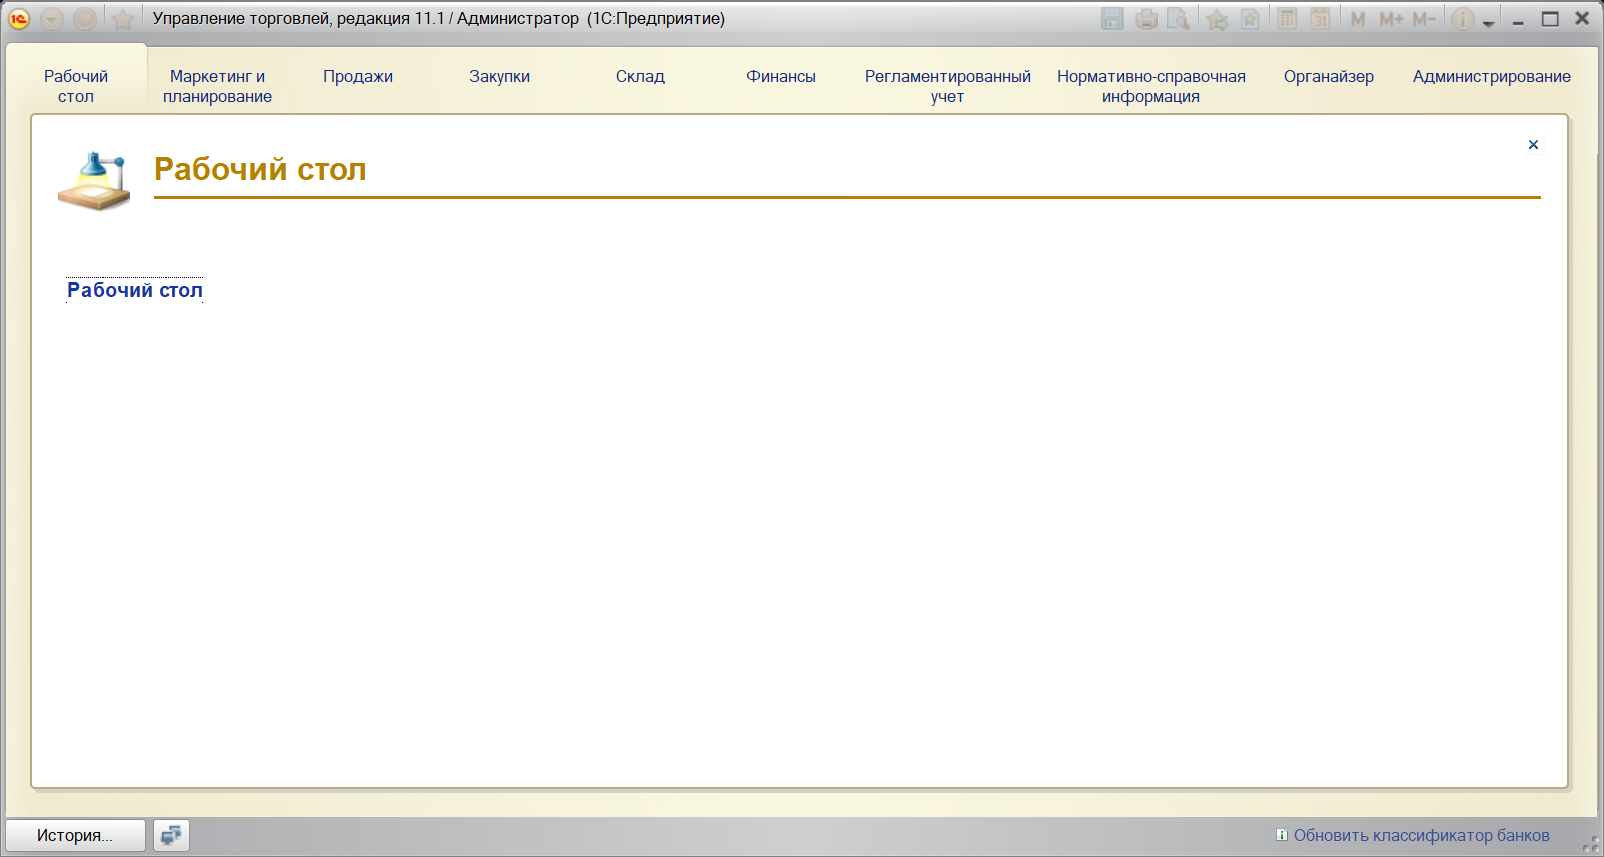 Управление торговлей, редакция 11.1 / Администратор (1С:Предприятие)
31 M M+ M-
Рабочий стол
Маркетинг и планирование
Продажи
Закупки
Склад
Финансы
Регламентированный учет
Нормативно-справочная информация
Органайзер
Администрирование
Рабочий стол
Рабочий стол
История...
Обновить классификатор банков